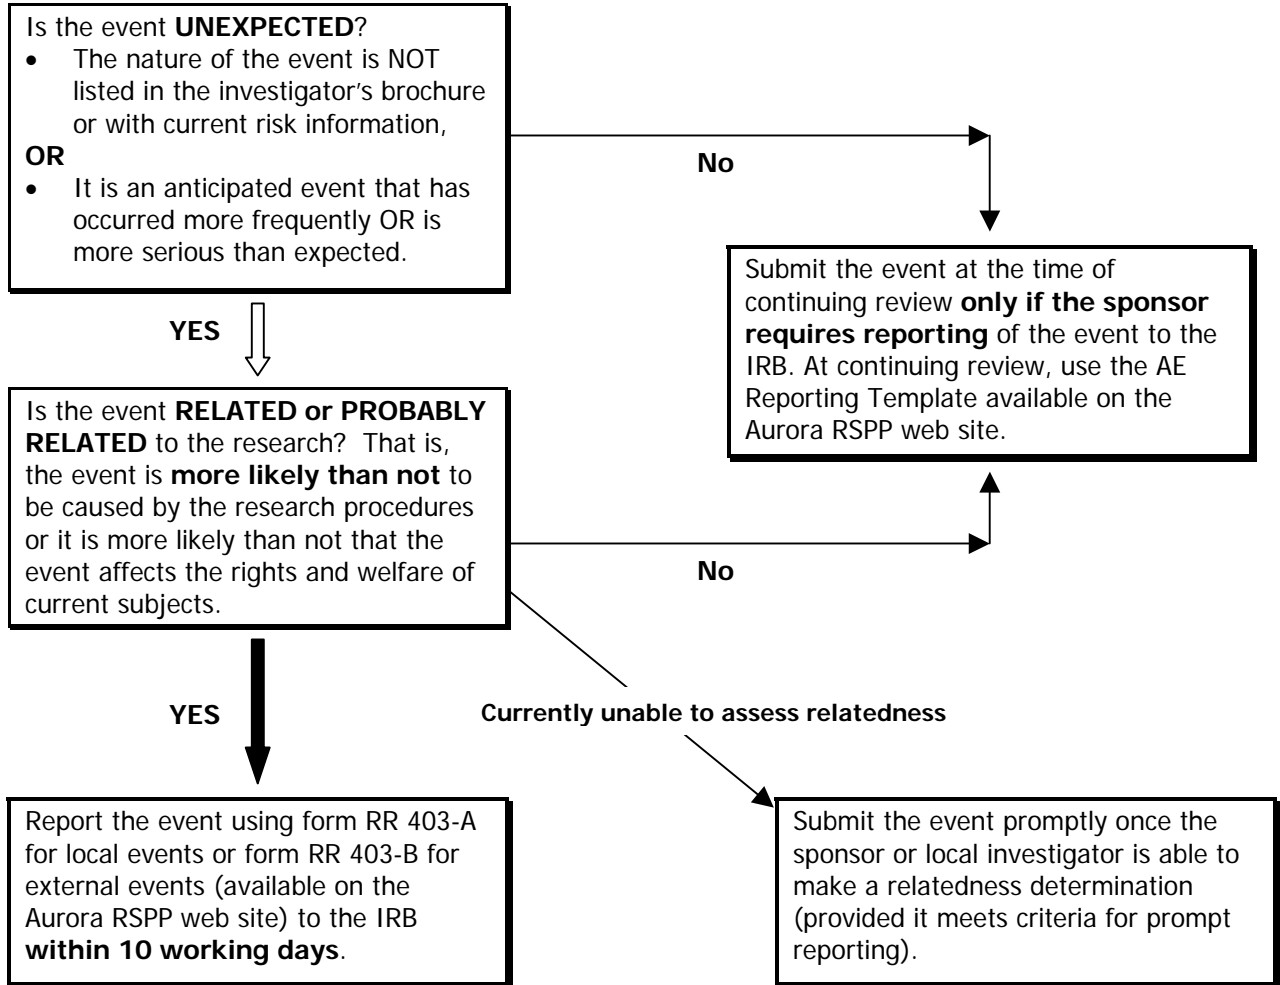 Is the event UNEXPECTED?
• The nature of the event is NOT
listed in the investigator's brochure
or with current risk information,
OR
• It is an anticipated event that has
occurred more frequently OR is
more serious than expected.
No
Submit the event at the time of
continuing review only if the sponsor
requires reporting of the event to the
IRB. At continuing review, use the AE
Reporting Template available on the
Aurora RSPP web site.
YES
Is the event RELATED or PROBABLY
RELATED to the research? That is,
the event is more likely than not to
be caused by the research procedures
or it is more likely than not that the
event affects the rights and welfare of
current subjects.
No
YES
Currently unable to assess relatedness
Report the event using form RR 403-A
for local events or form RR 403-B for
external events (available on the
Aurora RSPP web site) to the IRB
within 10 working days.
Submit the event promptly once the
sponsor or local investigator is able to
make a relatedness determination
(provided it meets criteria for prompt
reporting).